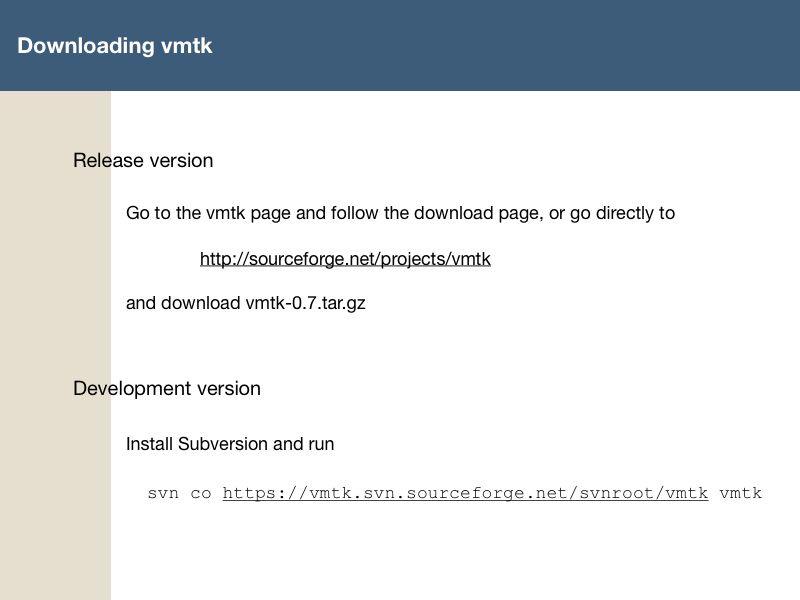 Downloading vmtk
Release version
Go to the vmtk page and follow the download page, or go directly to
http://sourceforge.net/projects/vmtk
and download vmtk-0.7.tar.gz
Development version
Install Subversion and run
svn co https://vmtk.svn.sourceforge.net/svnroot/vmtk vmtk